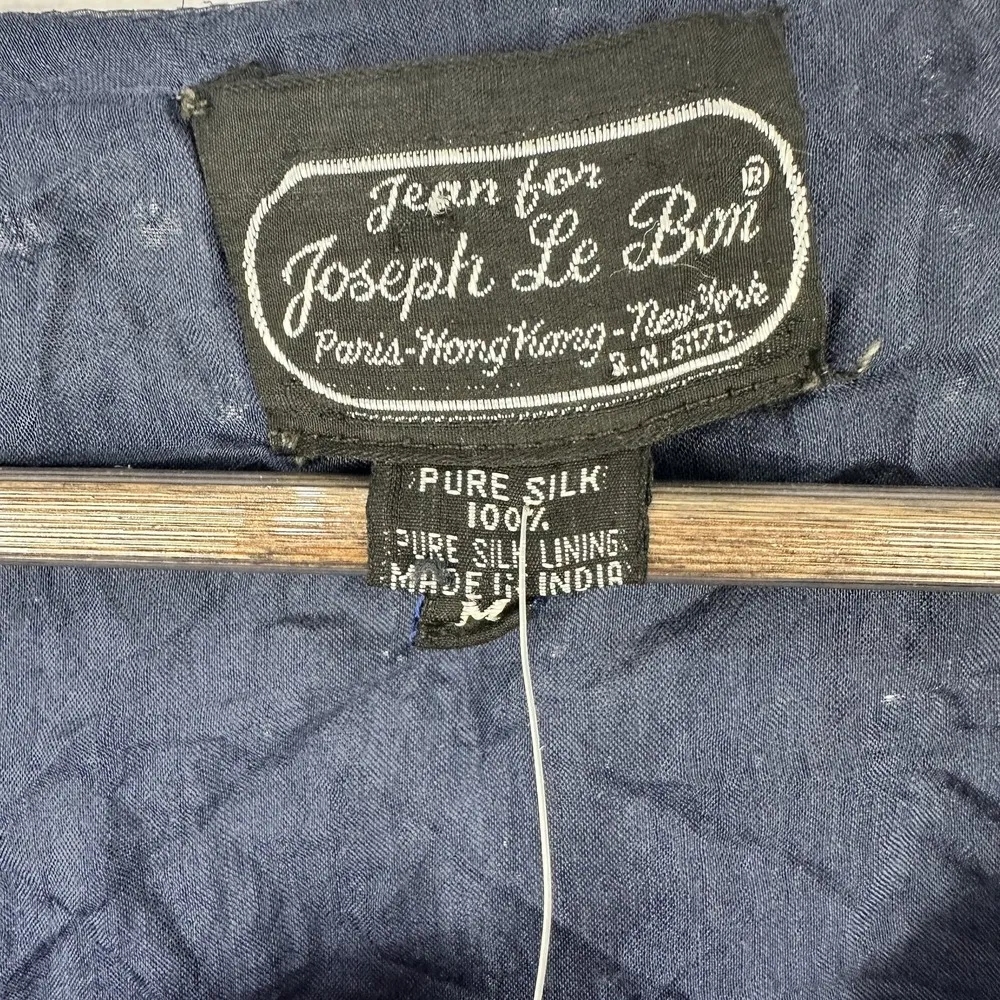 Jean for
Joseph Le Bon ®
Paris-Hong Kong-New York
R.N. 61170
PURE SILK
100%
PURE SILK LINING
MADE IN INDIA
M